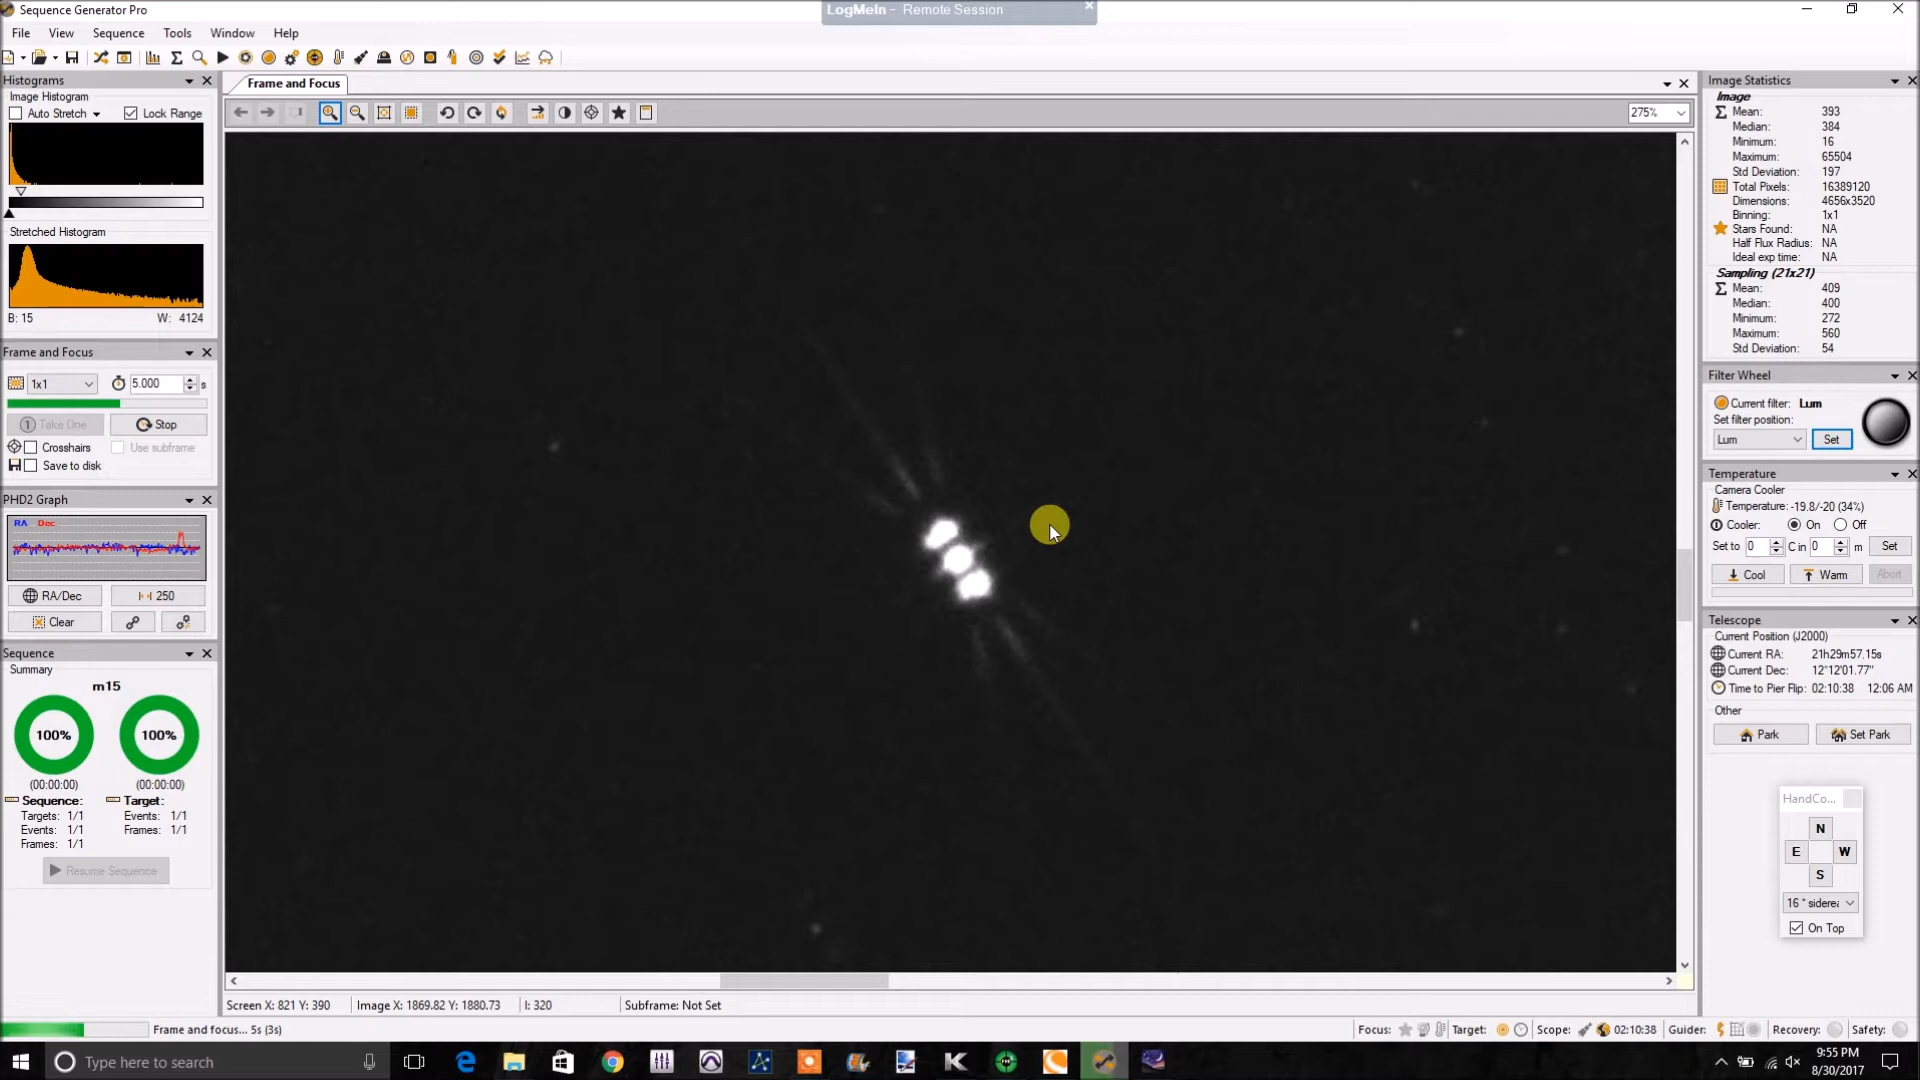 Sequence Generator Pro
LogMeIn - Remote Session
File View Sequence Tools Window Help
Histograms
Image Histogram
Auto Stretch
Lock Range
Stretched Histogram
B: 15 W: 4124
Frame and Focus
1x1 5.000 s
Take One Stop
Crosshairs Use subframe
Save to disk
PHD2 Graph
RA Dec
RA/Dec 250
Clear
Sequence
Summary
m15
100% 100%
(00:00:00) (00:00:00)
Sequence: Target:
Targets: 1/1 Events: 1/1
Events: 1/1 Frames: 1/1
Frames: 1/1
Resume Sequence
Frame and Focus
275%
Screen X: 821 Y: 390 Image X: 1869.82 Y: 1880.73 I: 320 Subframe: Not Set
Image Statistics
Image
Mean: 393
Median: 384
Minimum: 16
Maximum: 65504
Std Deviation: 197
Total Pixels: 16389120
Dimensions: 4656x3520
Binning: 1x1
Stars Found: NA
Half Flux Radius: NA
Ideal exp time: NA
Sampling (21x21)
Mean: 409
Median: 400
Minimum: 272
Maximum: 560
Std Deviation: 54
Filter Wheel
Current filter: Lum
Set filter position:
Lum Set
Temperature
Camera Cooler
Temperature: -19.8/-20 (34%)
Cooler: On Off
Set to 0 C in 0 m Set
Cool Warm Abort
Telescope
Current Position (J2000)
Current RA: 21h29m57.15s
Current Dec: 12°12'01.77"
Time to Pier Flip: 02:10:38 12:06 AM
Other
Park Set Park
HandCo...
N
E W
S
16 * siderea
On Top
Frame and focus... 5s (3s)
Focus: Target: Scope: 02:10:38 Guider: Recovery: Safety:
Type here to search
9:55 PM
8/30/2017